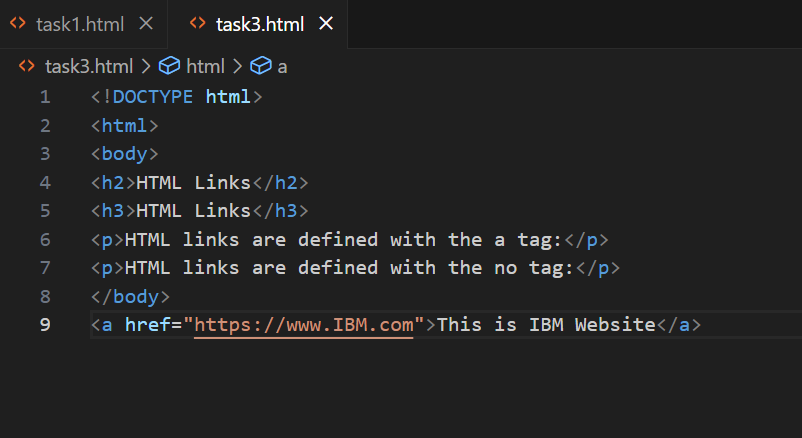 task1.html × task3.html ×
task3.html > html > a
1 <!DOCTYPE html>
2 <html>
3 <body>
4 <h2>HTML Links</h2>
5 <h3>HTML Links</h3>
6 <p>HTML links are defined with the a tag:</p>
7 <p>HTML links are defined with the no tag:</p>
8 </body>
9 <a href="https://www.IBM.com">This is IBM Website</a>